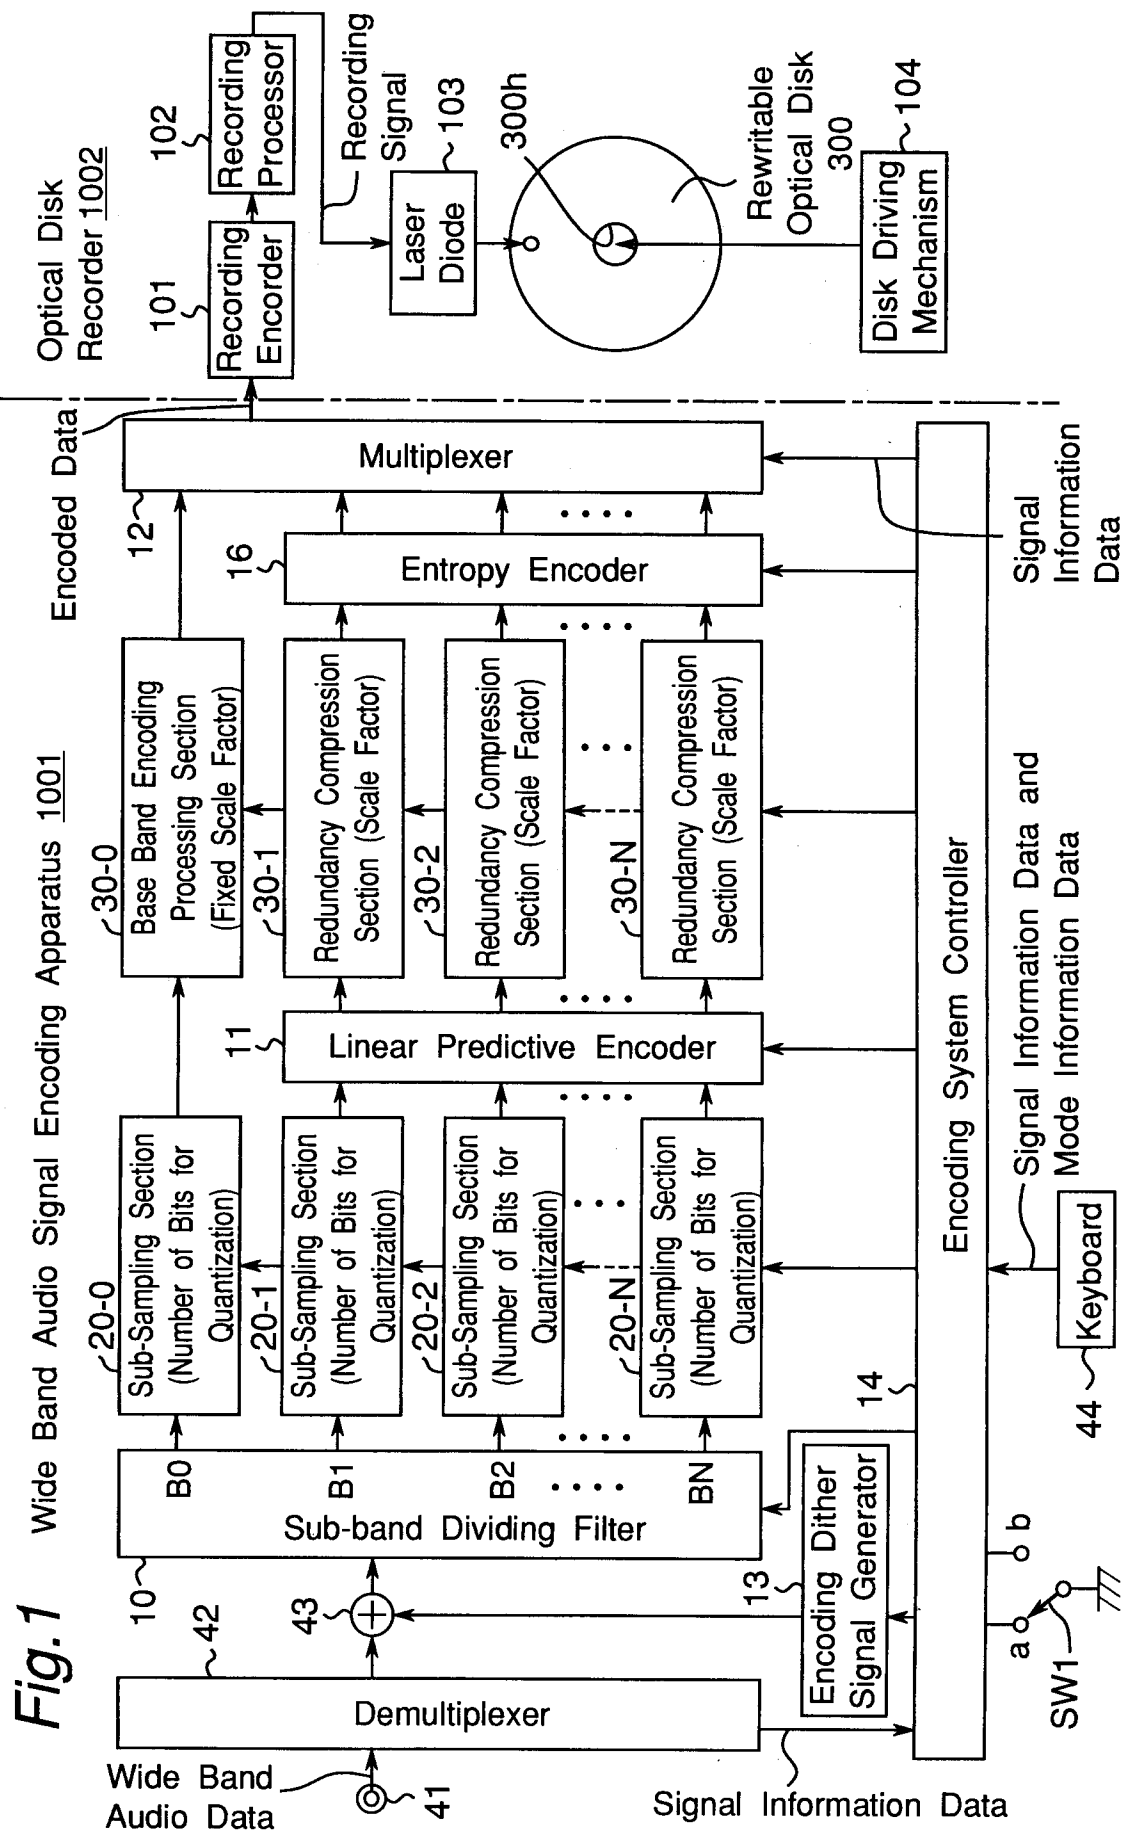 Fig.1
Wide Band Audio Signal Encoding Apparatus 1001
Optical Disk
Recorder 1002
Wide Band
Audio Data
41
42
Demultiplexer
43
Signal Information Data
10
Sub-band Dividing Filter
B0
B1
B2
BN
13
Encoding Dither
Signal Generator
20-0
Sub-Sampling Section
(Number of Bits for
Quantization)
20-1
Sub-Sampling Section
(Number of Bits for
Quantization)
20-2
Sub-Sampling Section
(Number of Bits for
Quantization)
20-N
Sub-Sampling Section
(Number of Bits for
Quantization)
11
Linear Predictive Encoder
30-0
Base Band Encoding
Processing Section
(Fixed Scale Factor)
30-1
Redundancy Compression
Section (Scale Factor)
30-2
Redundancy Compression
Section (Scale Factor)
30-N
Redundancy Compression
Section (Scale Factor)
16
Entropy Encoder
12
Multiplexer
Encoded Data
14
Encoding System Controller
Signal
Information
Data
a
b
SW1
44
Keyboard
Signal Information Data and
Mode Information Data
101
Recording
Encorder
102
Recording
Processor
Recording
Signal
103
Laser
Diode
300h
Rewritable
Optical Disk
300
104
Disk Driving
Mechanism